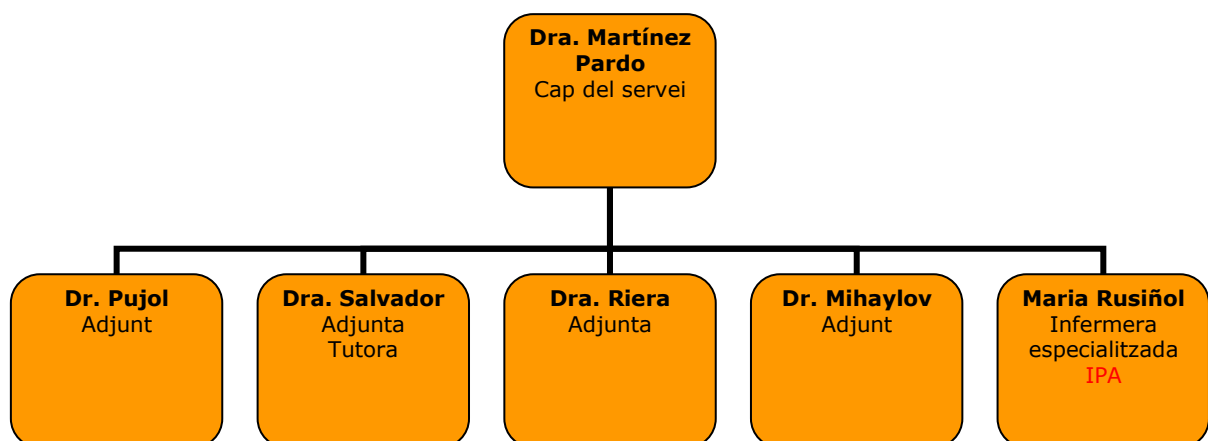 Dra. Martínez
Pardo
Cap del servei
Dr. Pujol
Adjunt
Dra. Salvador
Adjunta
Tutora
Dra. Riera
Adjunta
Dr. Mihaylov
Adjunt
Maria Rusiñol
Infermera
especialitzada
IPA